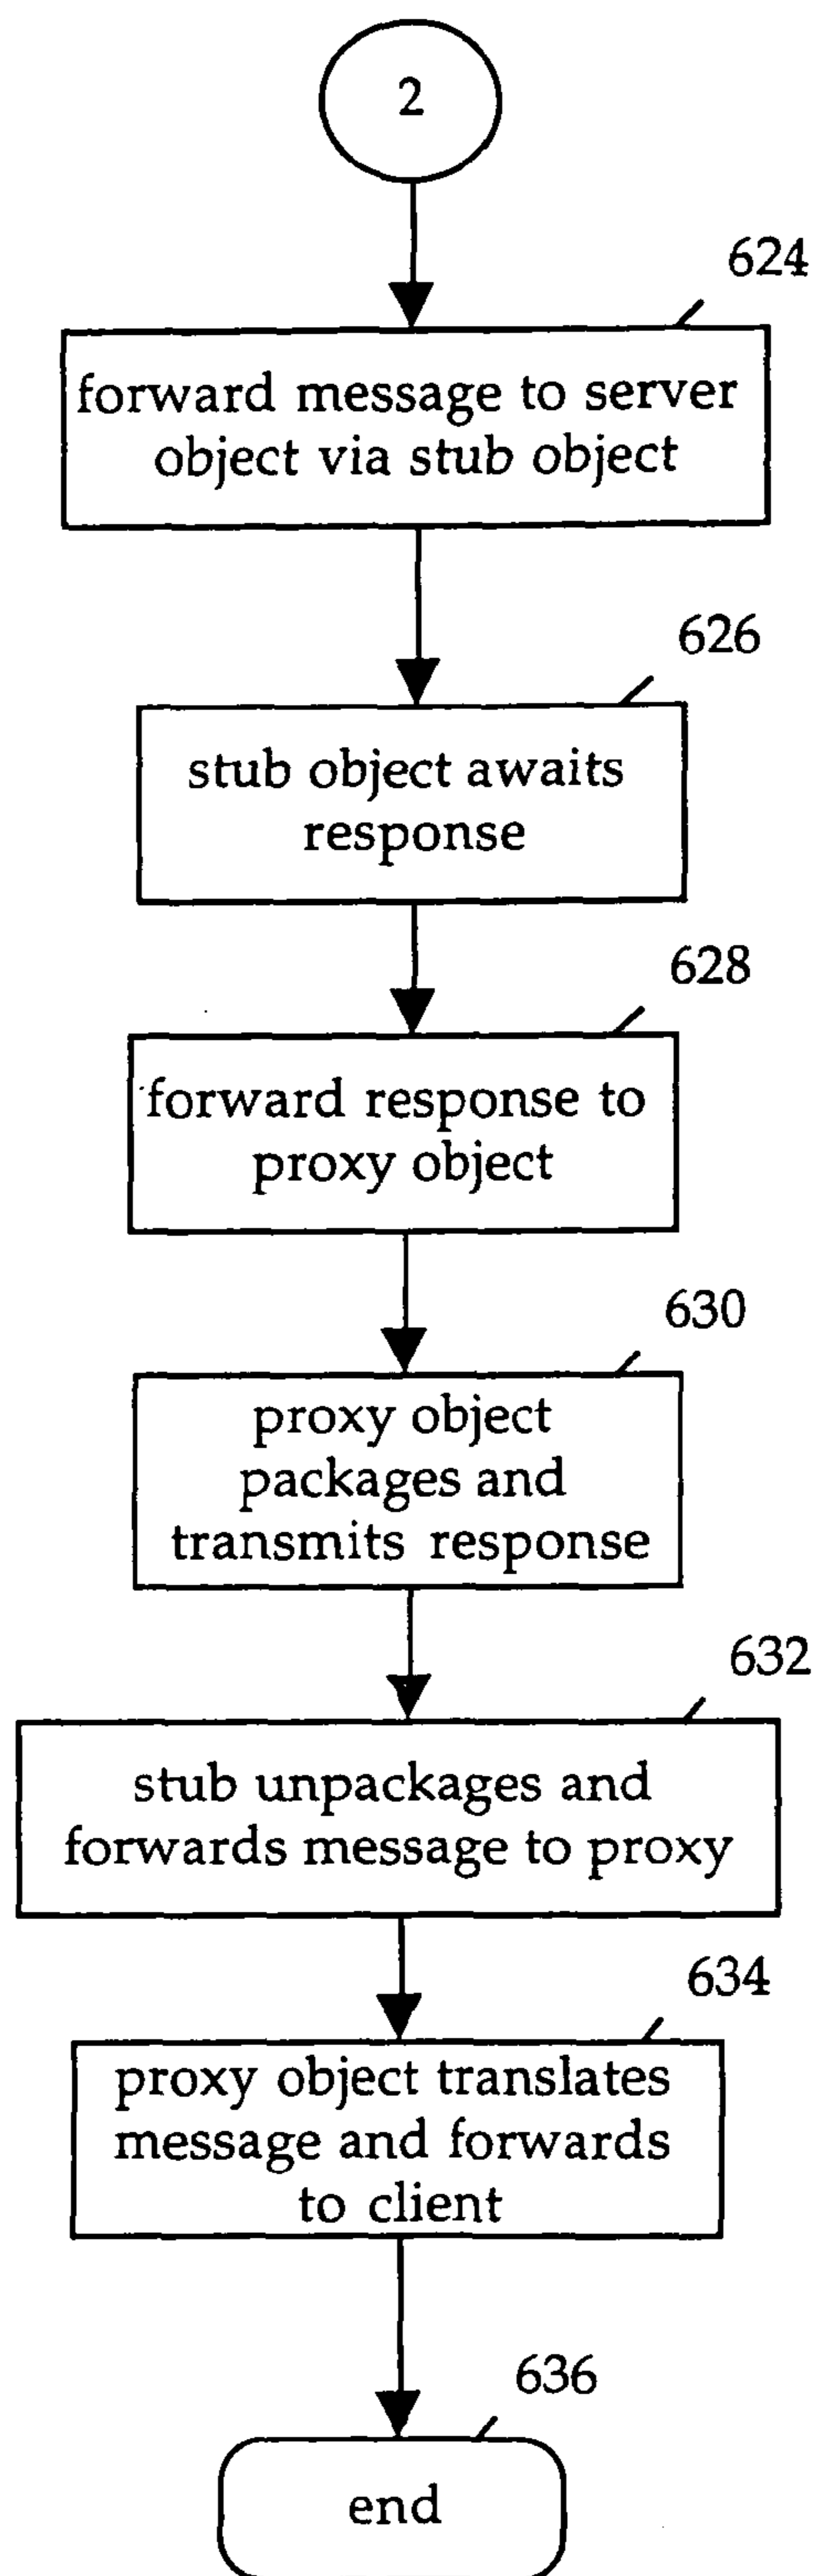 2
624
forward message to server
object via stub object
626
stub object awaits
response
628
forward response to
proxy object
630
proxy object
packages and
transmits response
632
stub unpackages and
forwards message to proxy
634
proxy object translates
message and forwards
to client
636
end